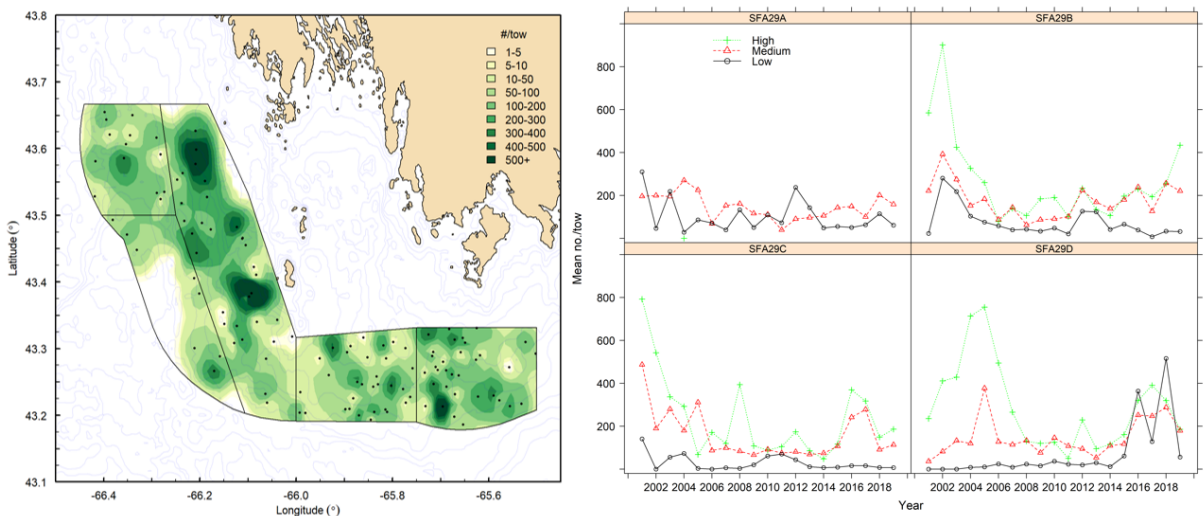 43.8
43.7
43.6
43.5
43.4
43.3
43.2
43.1
Latitude (°)
-66.4
-66.2
-66.0
-65.8
-65.6
Longitude (°)
#/tow
1-5
5-10
10-50
50-100
100-200
200-300
300-400
400-500
500+
SFA29A
SFA29B
High
Medium
Low
800
600
400
200
Mean no./tow
SFA29C
SFA29D
800
600
400
200
2002 2004 2006 2008 2010 2012 2014 2016 2018
2002 2004 2006 2008 2010 2012 2014 2016 2018
Year